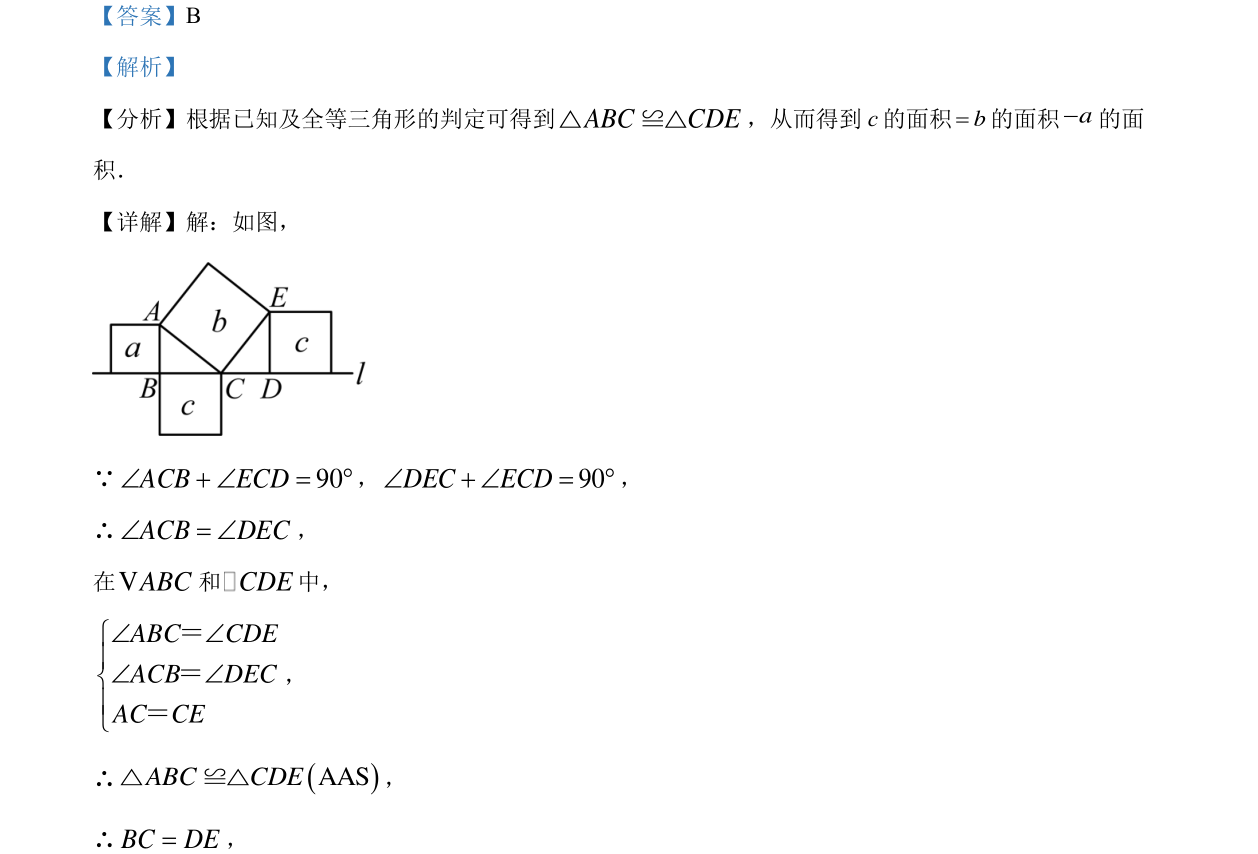 【答案】B
【解析】
【分析】根据已知及全等三角形的判定可得到△ABC≌△CDE，从而得到 c 的面积=b 的面积−a 的面
积.
【详解】解：如图，
A
E
b
a
c
l
B
C
D
c
∵∠ACB+∠ECD=90°，∠DEC+∠ECD=90°，
∴∠ACB=∠DEC，
在VABC 和□CDE中，
∠ABC=∠CDE
∠ACB=∠DEC，
AC=CE
∴△ABC≌△CDE(AAS)，
∴BC=DE，